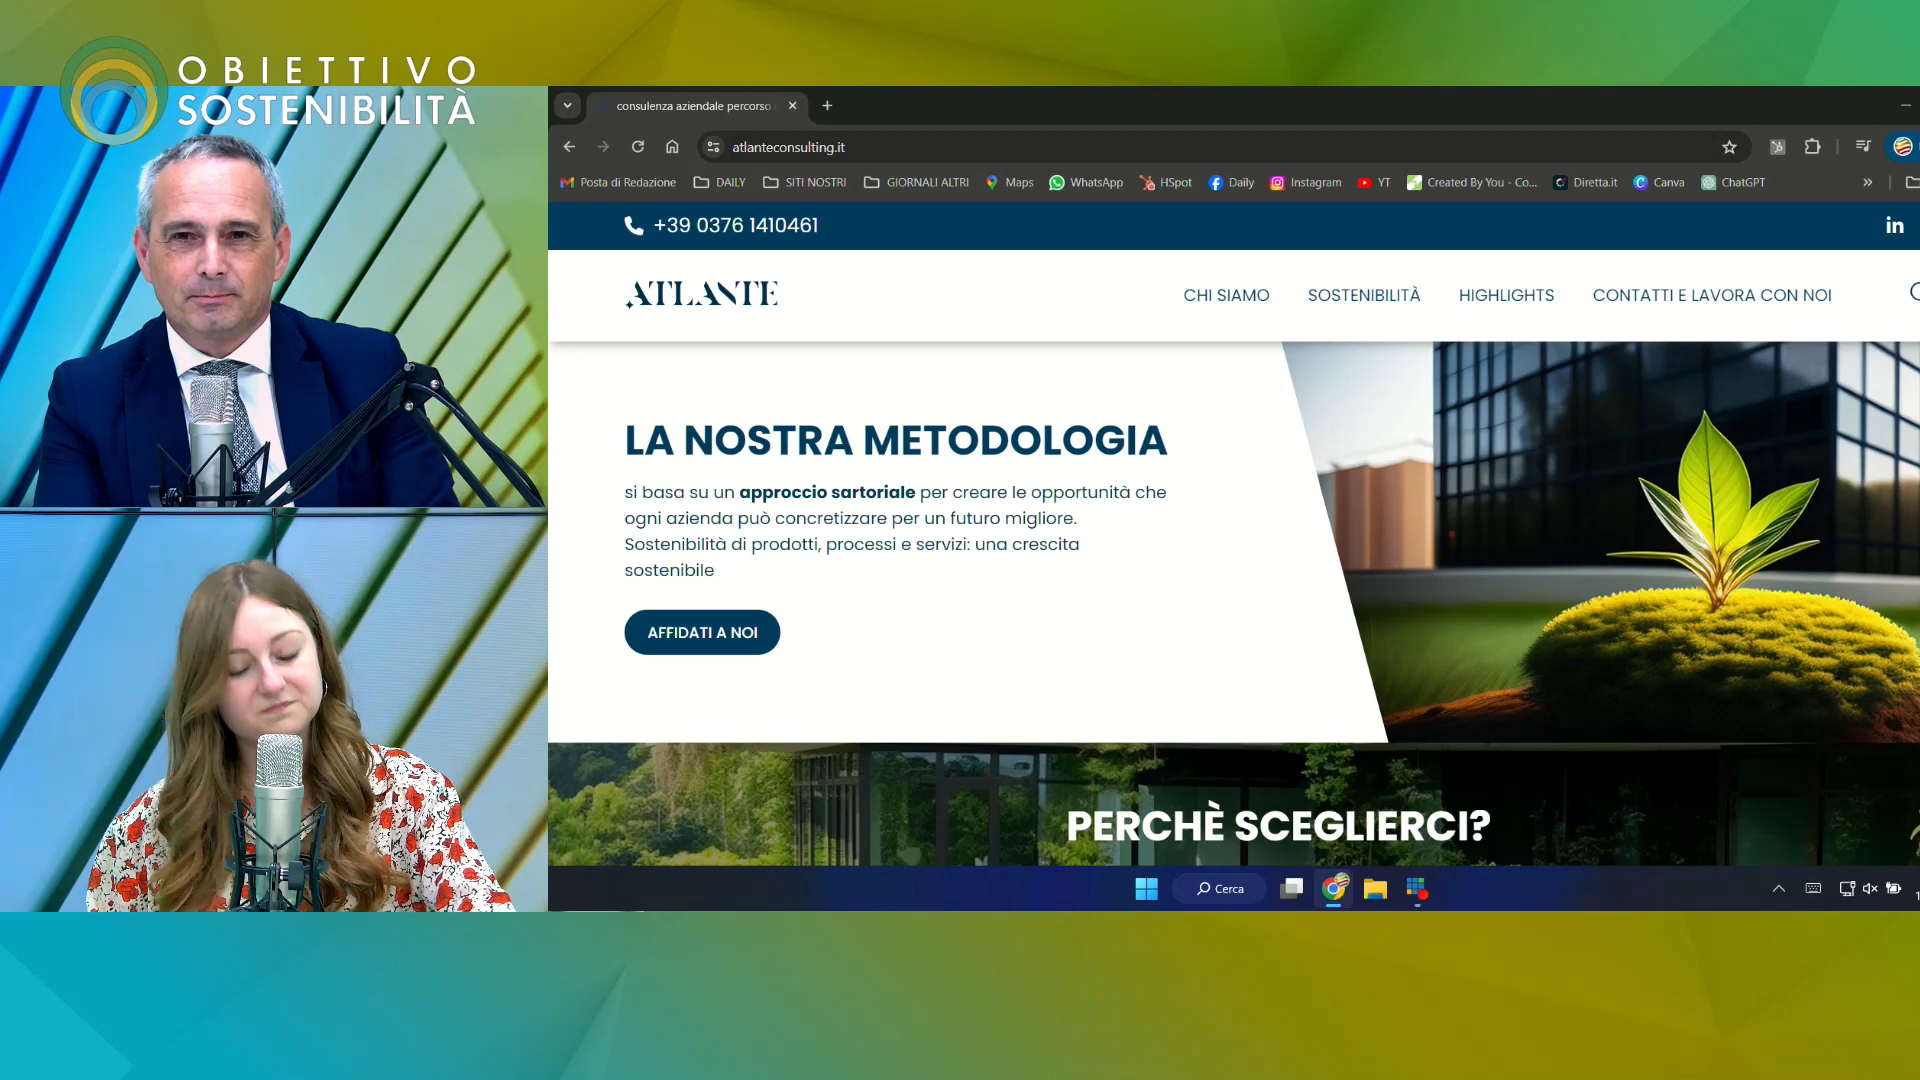 OBIETTIVO
SOSTENIBILITÀ
consulenza aziendale percorso
atlanteconsulting.it
Posta di Redazione DAILY SITI NOSTRI GIORNALI ALTRI Maps WhatsApp HSpot Daily Instagram YT Created By You - Co... Diretta.it Canva ChatGPT
+39 0376 1410461
in
ATLANTE
CHI SIAMO SOSTENIBILITÀ HIGHLIGHTS CONTATTI E LAVORA CON NOI
LA NOSTRA METODOLOGIA
si basa su un approccio sartoriale per creare le opportunità che
ogni azienda può concretizzare per un futuro migliore.
Sostenibilità di prodotti, processi e servizi: una crescita
sostenibile
AFFIDATI A NOI
PERCHÈ SCEGLIERCI?
Cerca